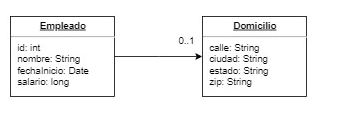 Empleado
id: int
nombre: String
fechaInicio: Date
salario: long
0..1
Domicilio
calle: String
ciudad: String
estado: String
zip: String